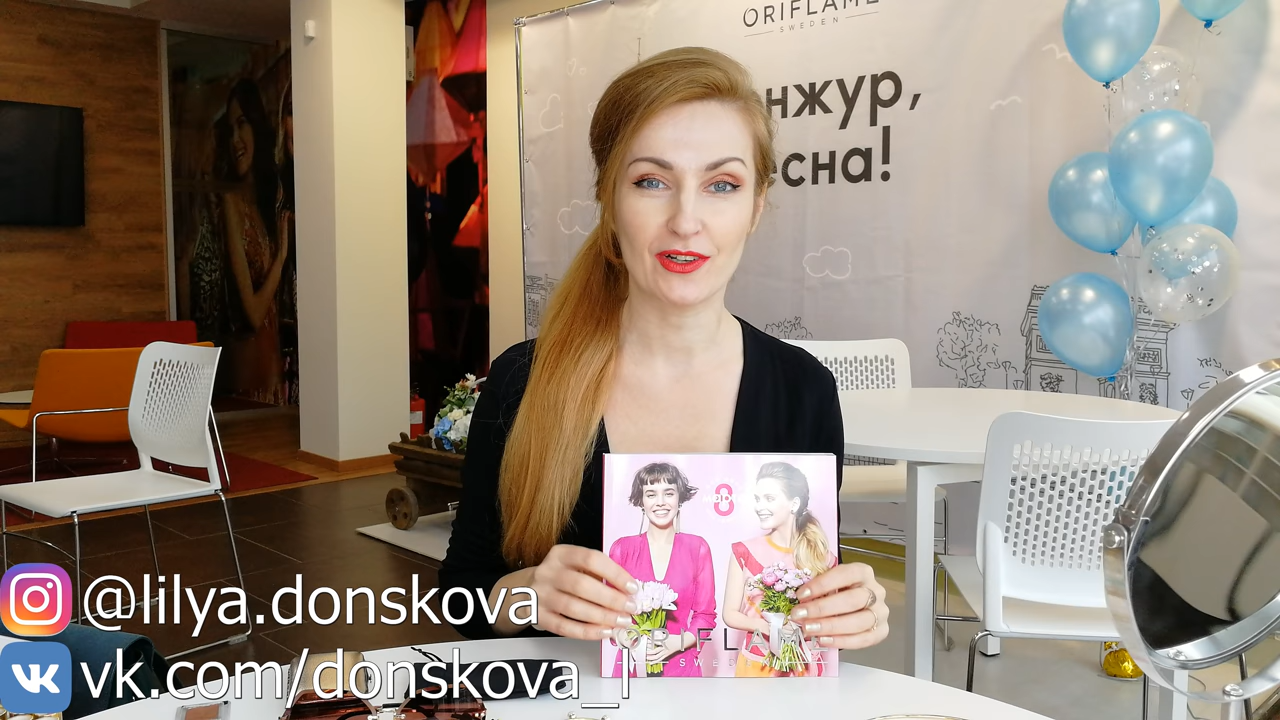 ORIFLAME
SWEDEN
нжур,
есна!
8
ORIFLAME
SWEDEN
@lilya.donskova
vk.com/donskova_l